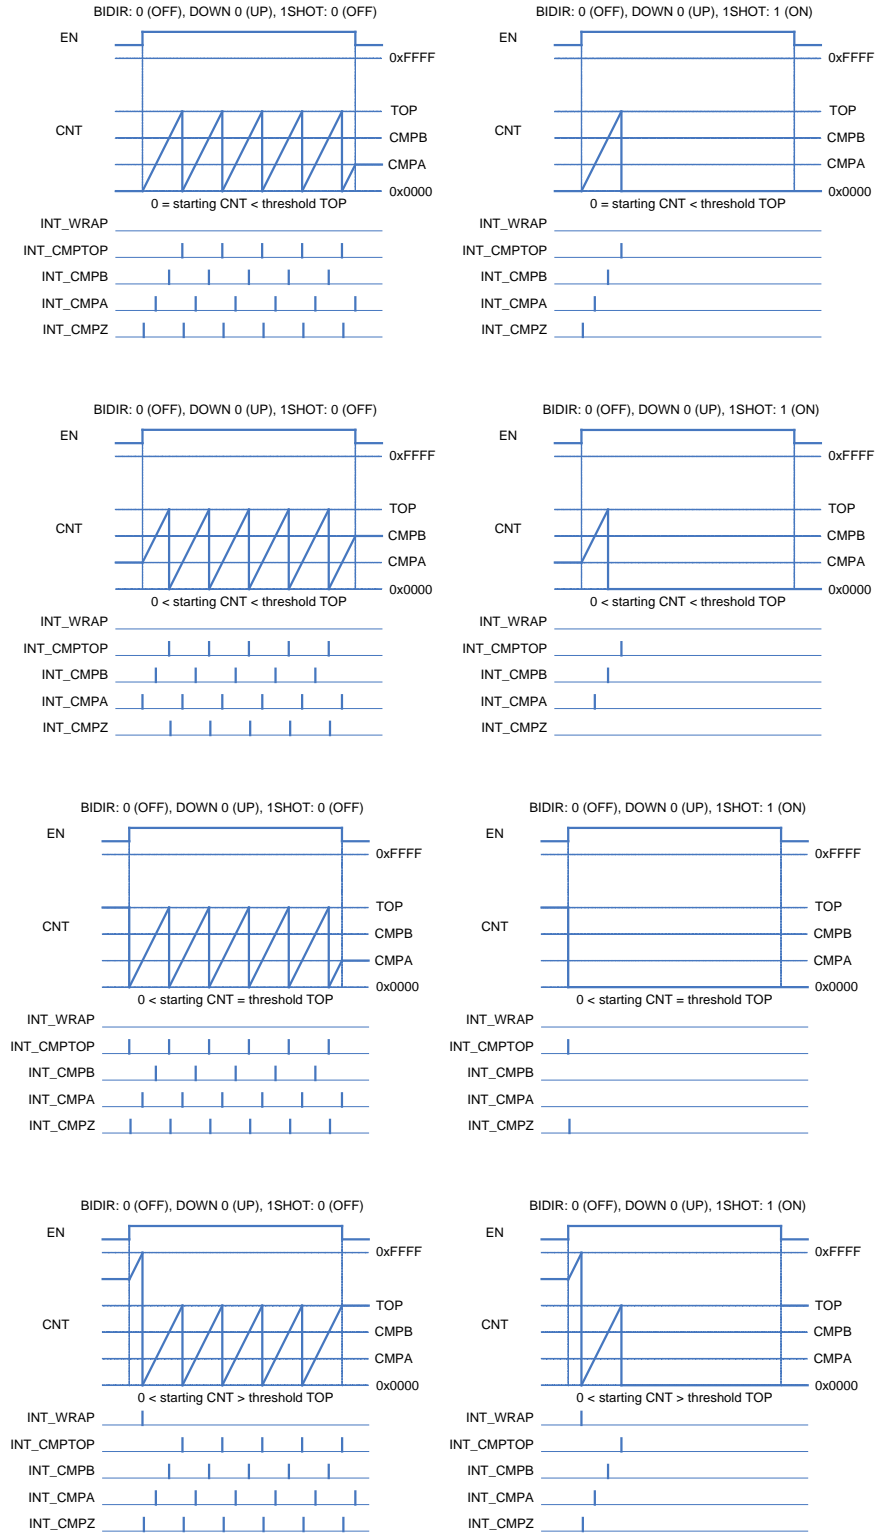 BIDIR: 0 (OFF), DOWN 0 (UP), 1SHOT: 0 (OFF)
EN
0xFFFF
TOP
CNT
CMPB
CMPA
0x0000
0 = starting CNT < threshold TOP
INT_WRAP
INT_CMPTOP
INT_CMPB
INT_CMPA
INT_CMPZ
BIDIR: 0 (OFF), DOWN 0 (UP), 1SHOT: 1 (ON)
EN
0xFFFF
TOP
CNT
CMPB
CMPA
0x0000
0 = starting CNT < threshold TOP
INT_WRAP
INT_CMPTOP
INT_CMPB
INT_CMPA
INT_CMPZ
BIDIR: 0 (OFF), DOWN 0 (UP), 1SHOT: 0 (OFF)
EN
0xFFFF
TOP
CNT
CMPB
CMPA
0x0000
0 < starting CNT < threshold TOP
INT_WRAP
INT_CMPTOP
INT_CMPB
INT_CMPA
INT_CMPZ
BIDIR: 0 (OFF), DOWN 0 (UP), 1SHOT: 1 (ON)
EN
0xFFFF
TOP
CNT
CMPB
CMPA
0x0000
0 < starting CNT < threshold TOP
INT_WRAP
INT_CMPTOP
INT_CMPB
INT_CMPA
INT_CMPZ
BIDIR: 0 (OFF), DOWN 0 (UP), 1SHOT: 0 (OFF)
EN
0xFFFF
TOP
CNT
CMPB
CMPA
0x0000
0 < starting CNT = threshold TOP
INT_WRAP
INT_CMPTOP
INT_CMPB
INT_CMPA
INT_CMPZ
BIDIR: 0 (OFF), DOWN 0 (UP), 1SHOT: 1 (ON)
EN
0xFFFF
TOP
CNT
CMPB
CMPA
0x0000
0 < starting CNT = threshold TOP
INT_WRAP
INT_CMPTOP
INT_CMPB
INT_CMPA
INT_CMPZ
BIDIR: 0 (OFF), DOWN 0 (UP), 1SHOT: 0 (OFF)
EN
0xFFFF
TOP
CNT
CMPB
CMPA
0x0000
0 < starting CNT > threshold TOP
INT_WRAP
INT_CMPTOP
INT_CMPB
INT_CMPA
INT_CMPZ
BIDIR: 0 (OFF), DOWN 0 (UP), 1SHOT: 1 (ON)
EN
0xFFFF
TOP
CNT
CMPB
CMPA
0x0000
0 < starting CNT > threshold TOP
INT_WRAP
INT_CMPTOP
INT_CMPB
INT_CMPA
INT_CMPZ